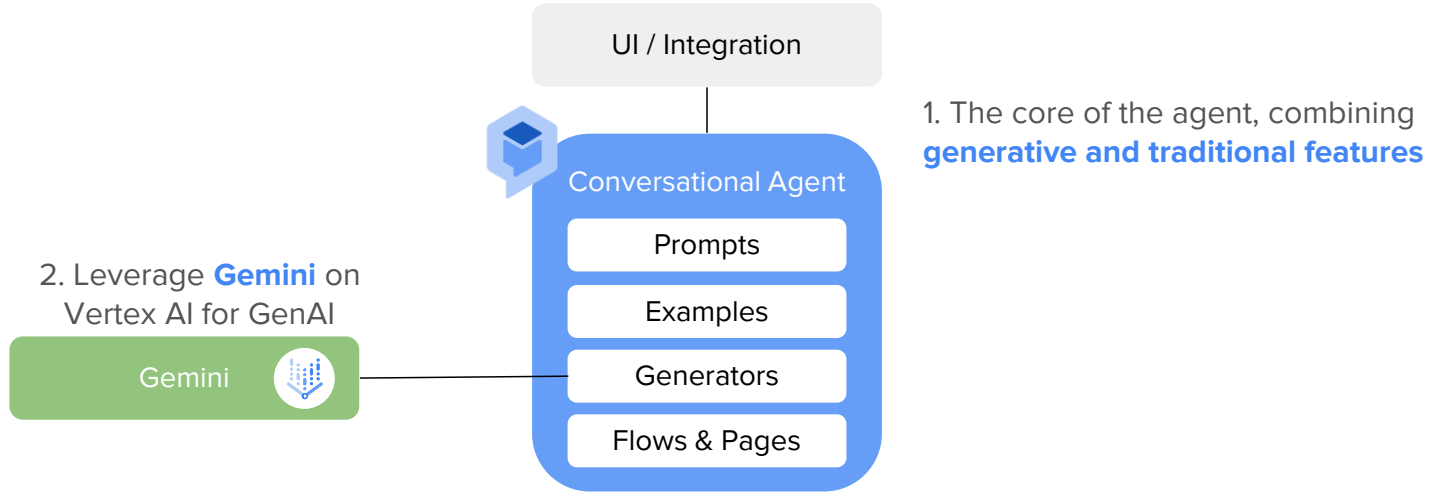 UI / Integration
1. The core of the agent, combining
generative and traditional features
Conversational Agent
Prompts
2. Leverage Gemini on
Vertex AI for GenAI
Examples
Gemini
Generators
Flows & Pages